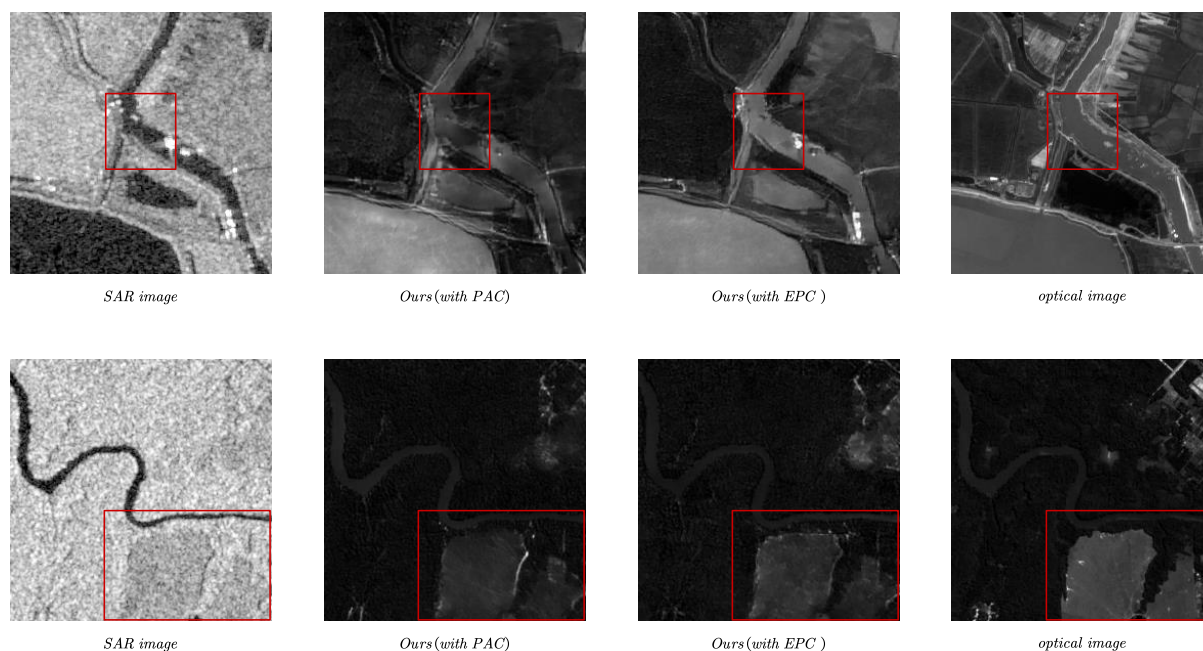 SAR image
Ours(with PAC)
Ours(with EPC )
optical image
SAR image
Ours(with PAC)
Ours(with EPC )
optical image